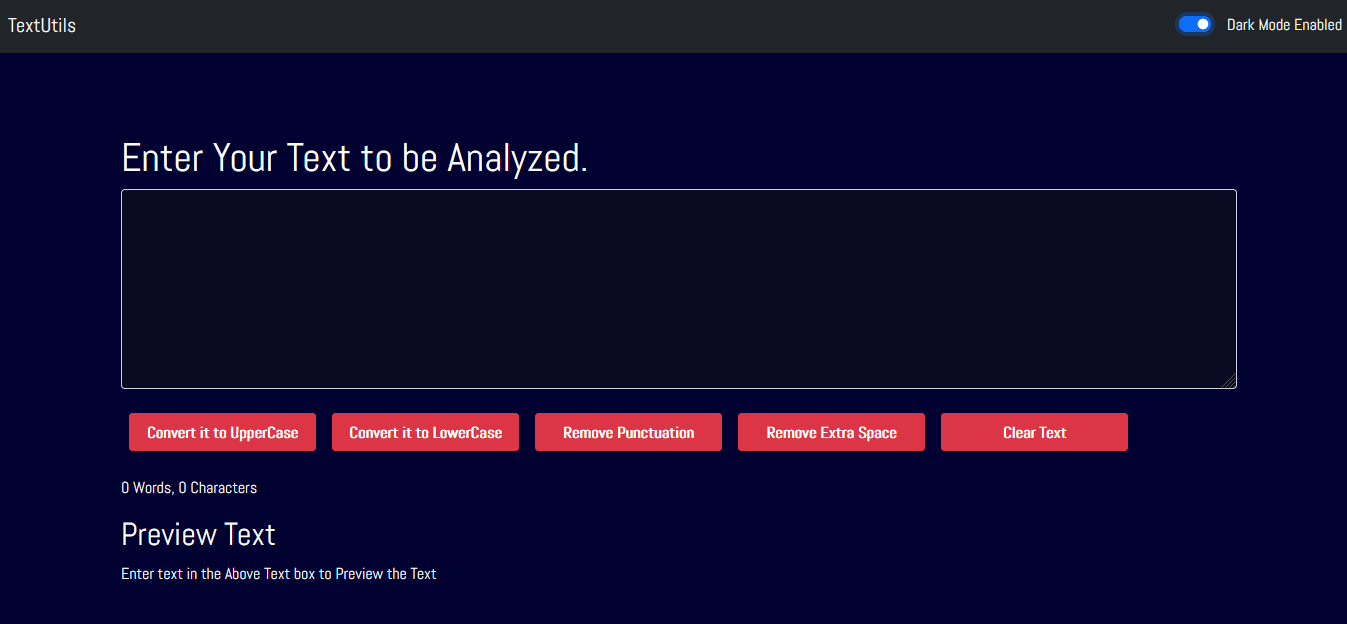 TextUtils
Dark Mode Enabled
Enter Your Text to be Analyzed.
Convert it to UpperCase
Convert it to LowerCase
Remove Punctuation
Remove Extra Space
Clear Text
0 Words, 0 Characters
Preview Text
Enter text in the Above Text box to Preview the Text